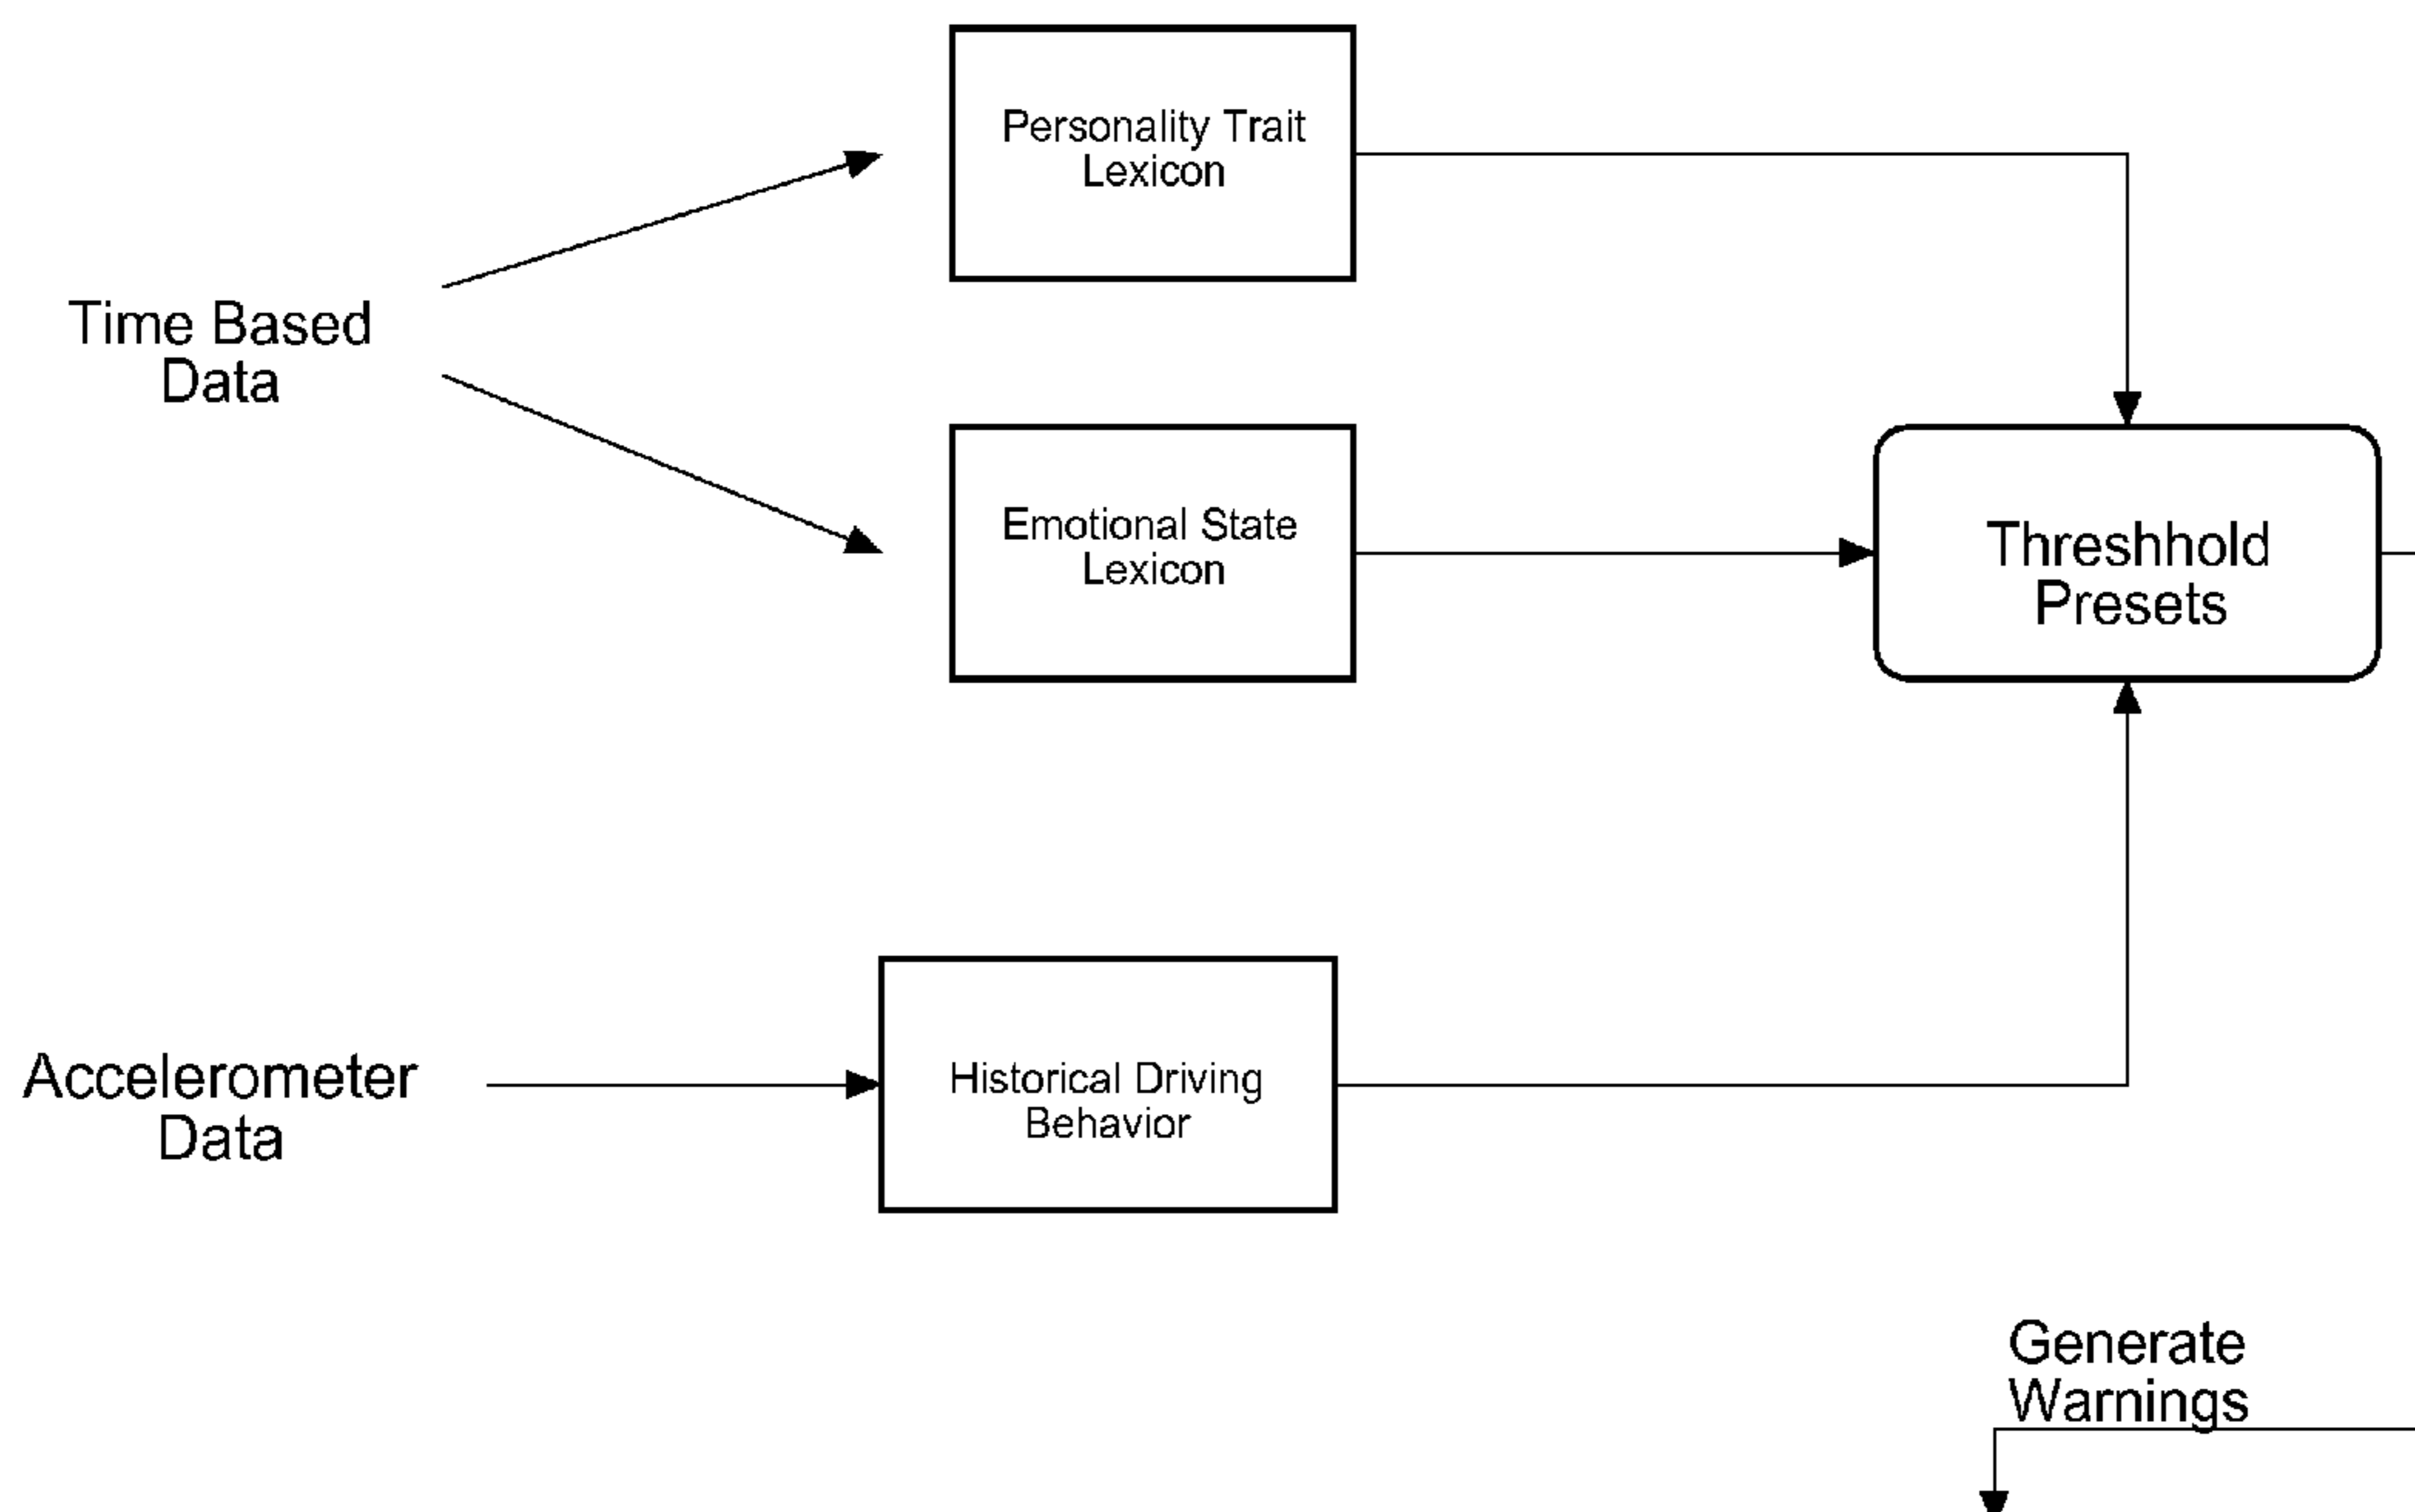 Personality Trait
Lexicon
Time Based
Data
Emotional State
Lexicon
Threshhold
Presets
Accelerometer
Data
Historical Driving
Behavior
Generate
Warnings